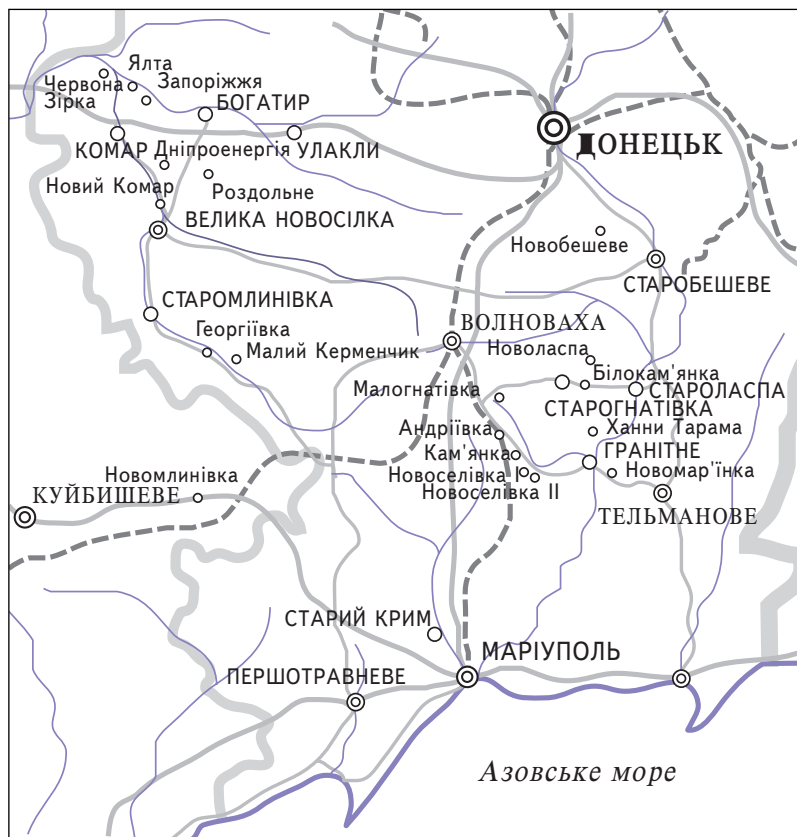 Ялта
Червона
Зірка
Запоріжжя
БОГАТИР
КОМАР
Дніпроенергія
УЛАКЛИ
ДОНЕЦЬК
Новий Комар
Роздольне
ВЕЛИКА НОВОСІЛКА
Новобешеве
СТАРОБЕШЕВЕ
СТАРОМЛИНІВКА
ВОЛНОВАХА
Георгіївка
Малий Керменчик
Новоласпа
Білокам'янка
Малогнатівка
СТАРОЛАСПА
СТАРОГНАТІВКА
Андріївка
Ханни Тарама
Кам'янка
ГРАНІТНЕ
Новомлинівка
Новоселівка І
Новомар'їнка
КУЙБИШЕВЕ
Новоселівка ІІ
ТЕЛЬМАНОВЕ
СТАРИЙ КРИМ
МАРІУПОЛЬ
ПЕРШОТРАВНЕВЕ
Азовське море